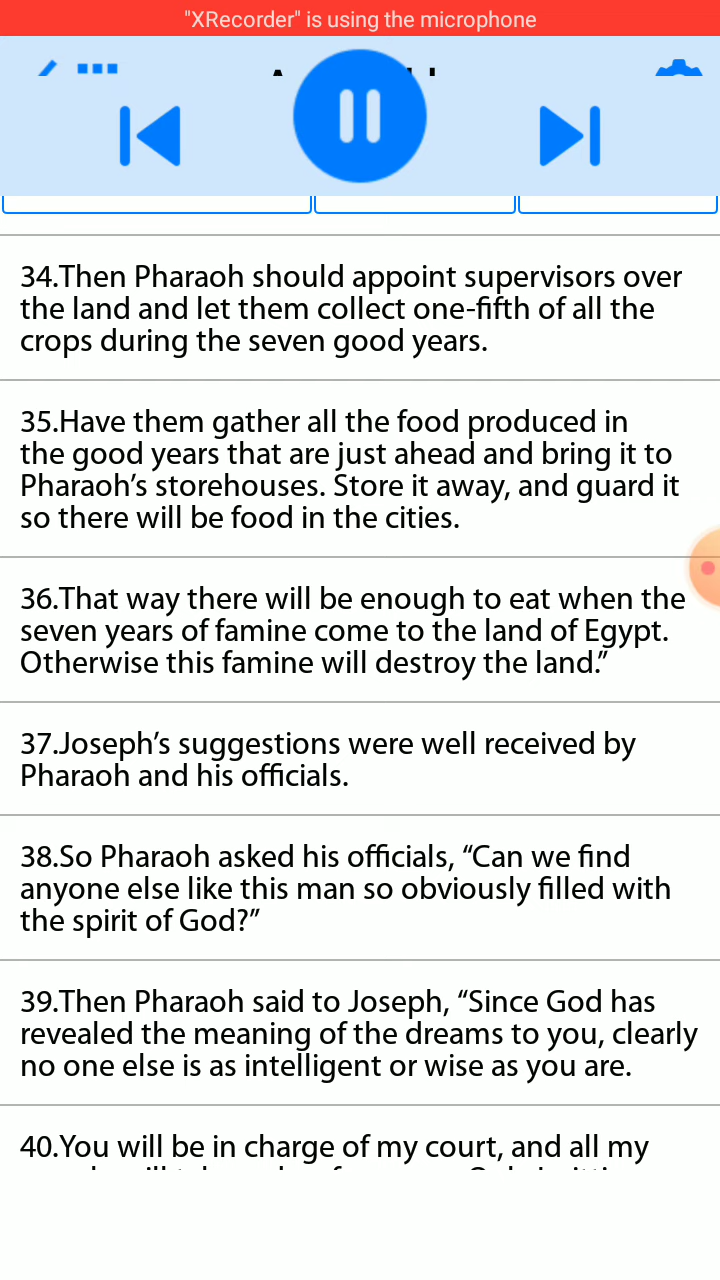 "XRecorder" is using the microphone
34.Then Pharaoh should appoint supervisors over
the land and let them collect one-fifth of all the
crops during the seven good years.
35.Have them gather all the food produced in
the good years that are just ahead and bring it to
Pharaoh’s storehouses. Store it away, and guard it
so there will be food in the cities.
36.That way there will be enough to eat when the
seven years of famine come to the land of Egypt.
Otherwise this famine will destroy the land.”
37.Joseph’s suggestions were well received by
Pharaoh and his officials.
38.So Pharaoh asked his officials, “Can we find
anyone else like this man so obviously filled with
the spirit of God?”
39.Then Pharaoh said to Joseph, “Since God has
revealed the meaning of the dreams to you, clearly
no one else is as intelligent or wise as you are.
40.You will be in charge of my court, and all my